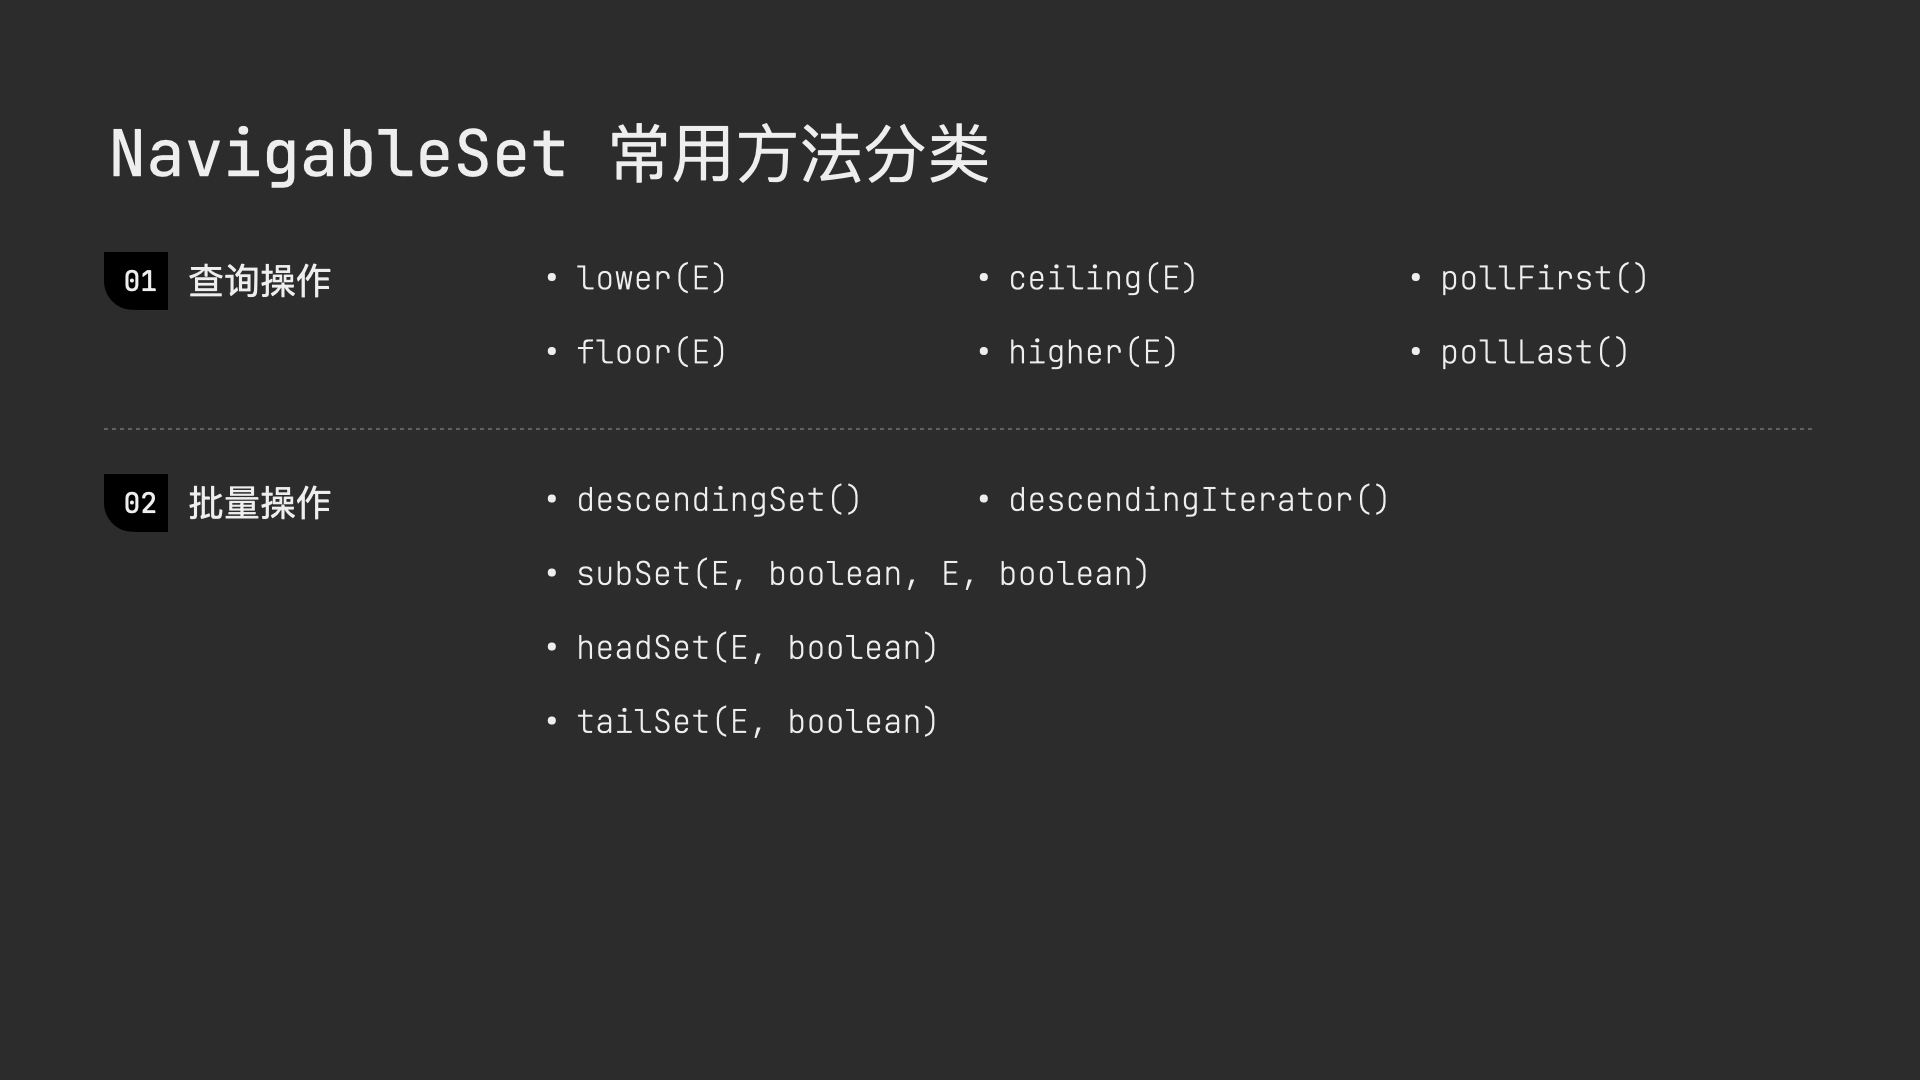 NavigableSet 常用方法分类
01 查询操作
• lower(E) • ceiling(E) • pollFirst()
• floor(E) • higher(E) • pollLast()
02 批量操作
• descendingSet() • descendingIterator()
• subSet(E, boolean, E, boolean)
• headSet(E, boolean)
• tailSet(E, boolean)